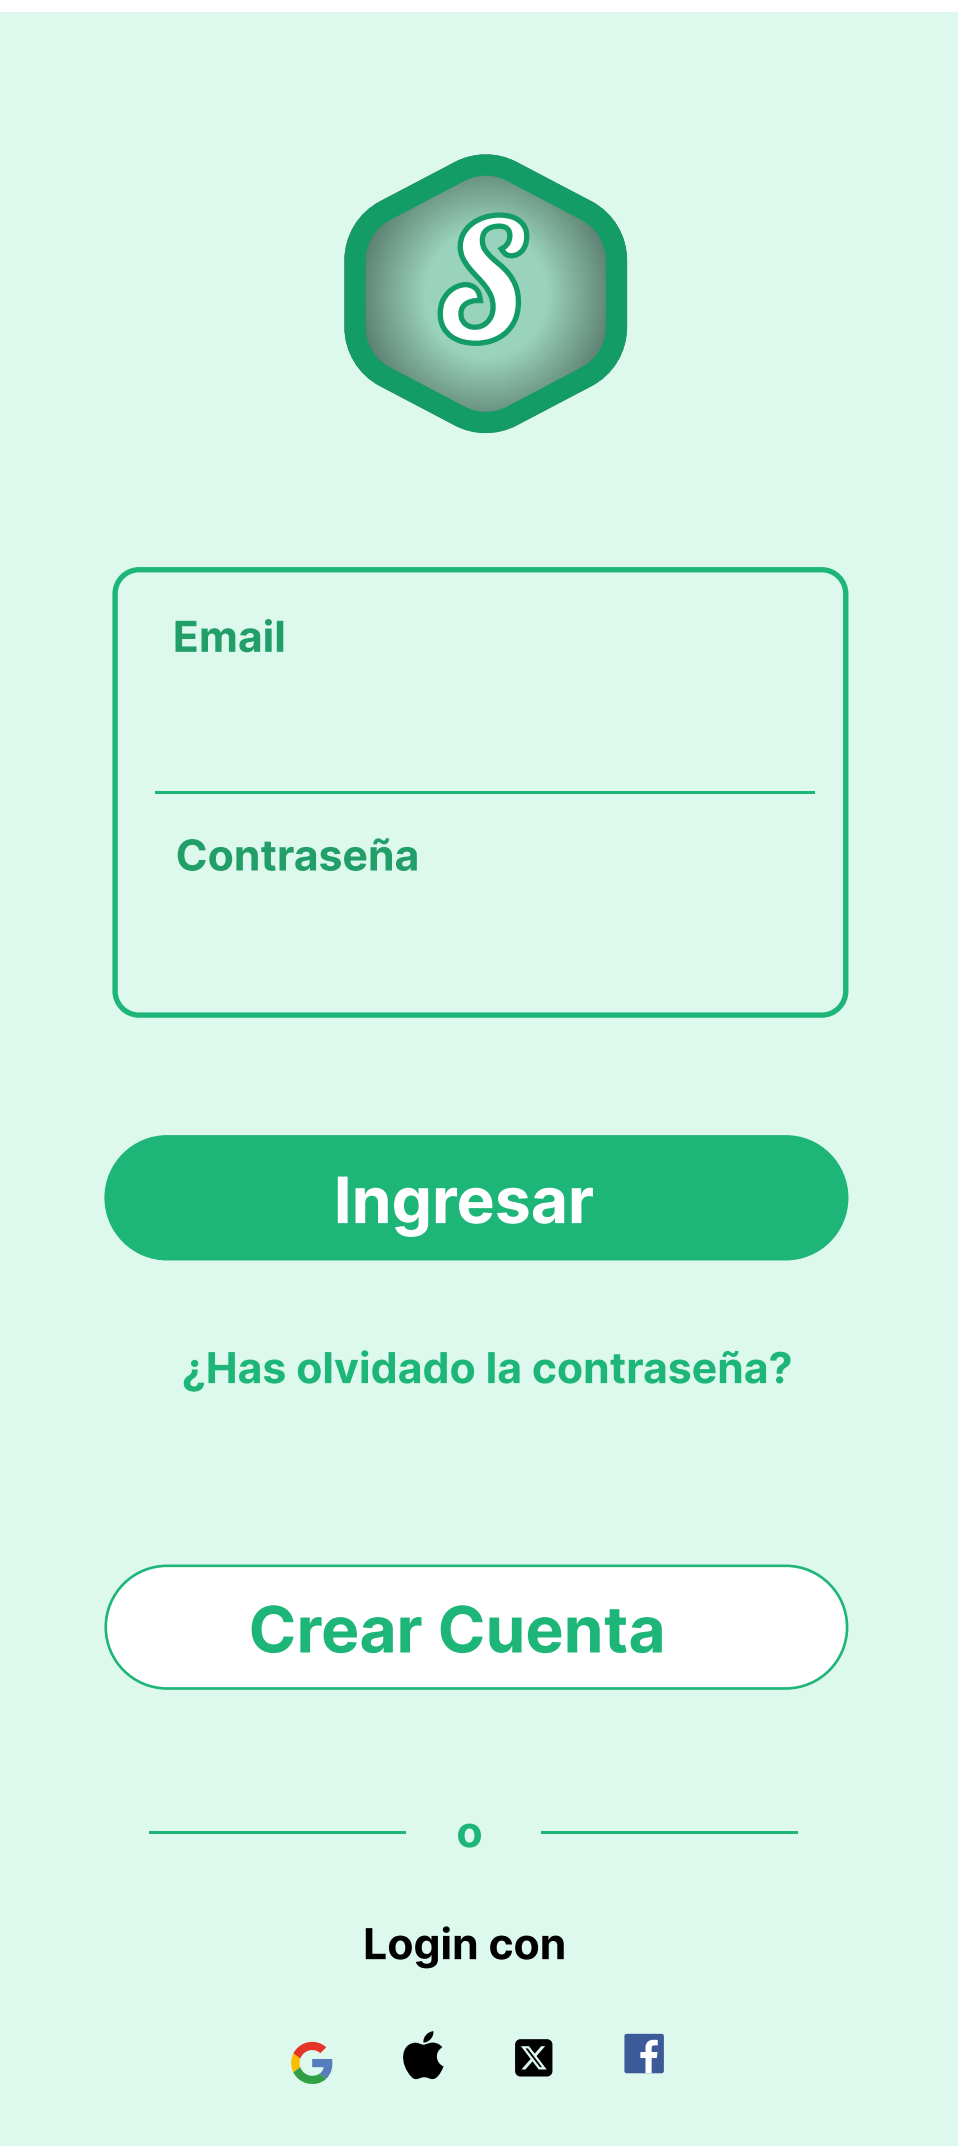 S
Email
Contraseña
Ingresar
¿Has olvidado la contraseña?
Crear Cuenta
o
Login con